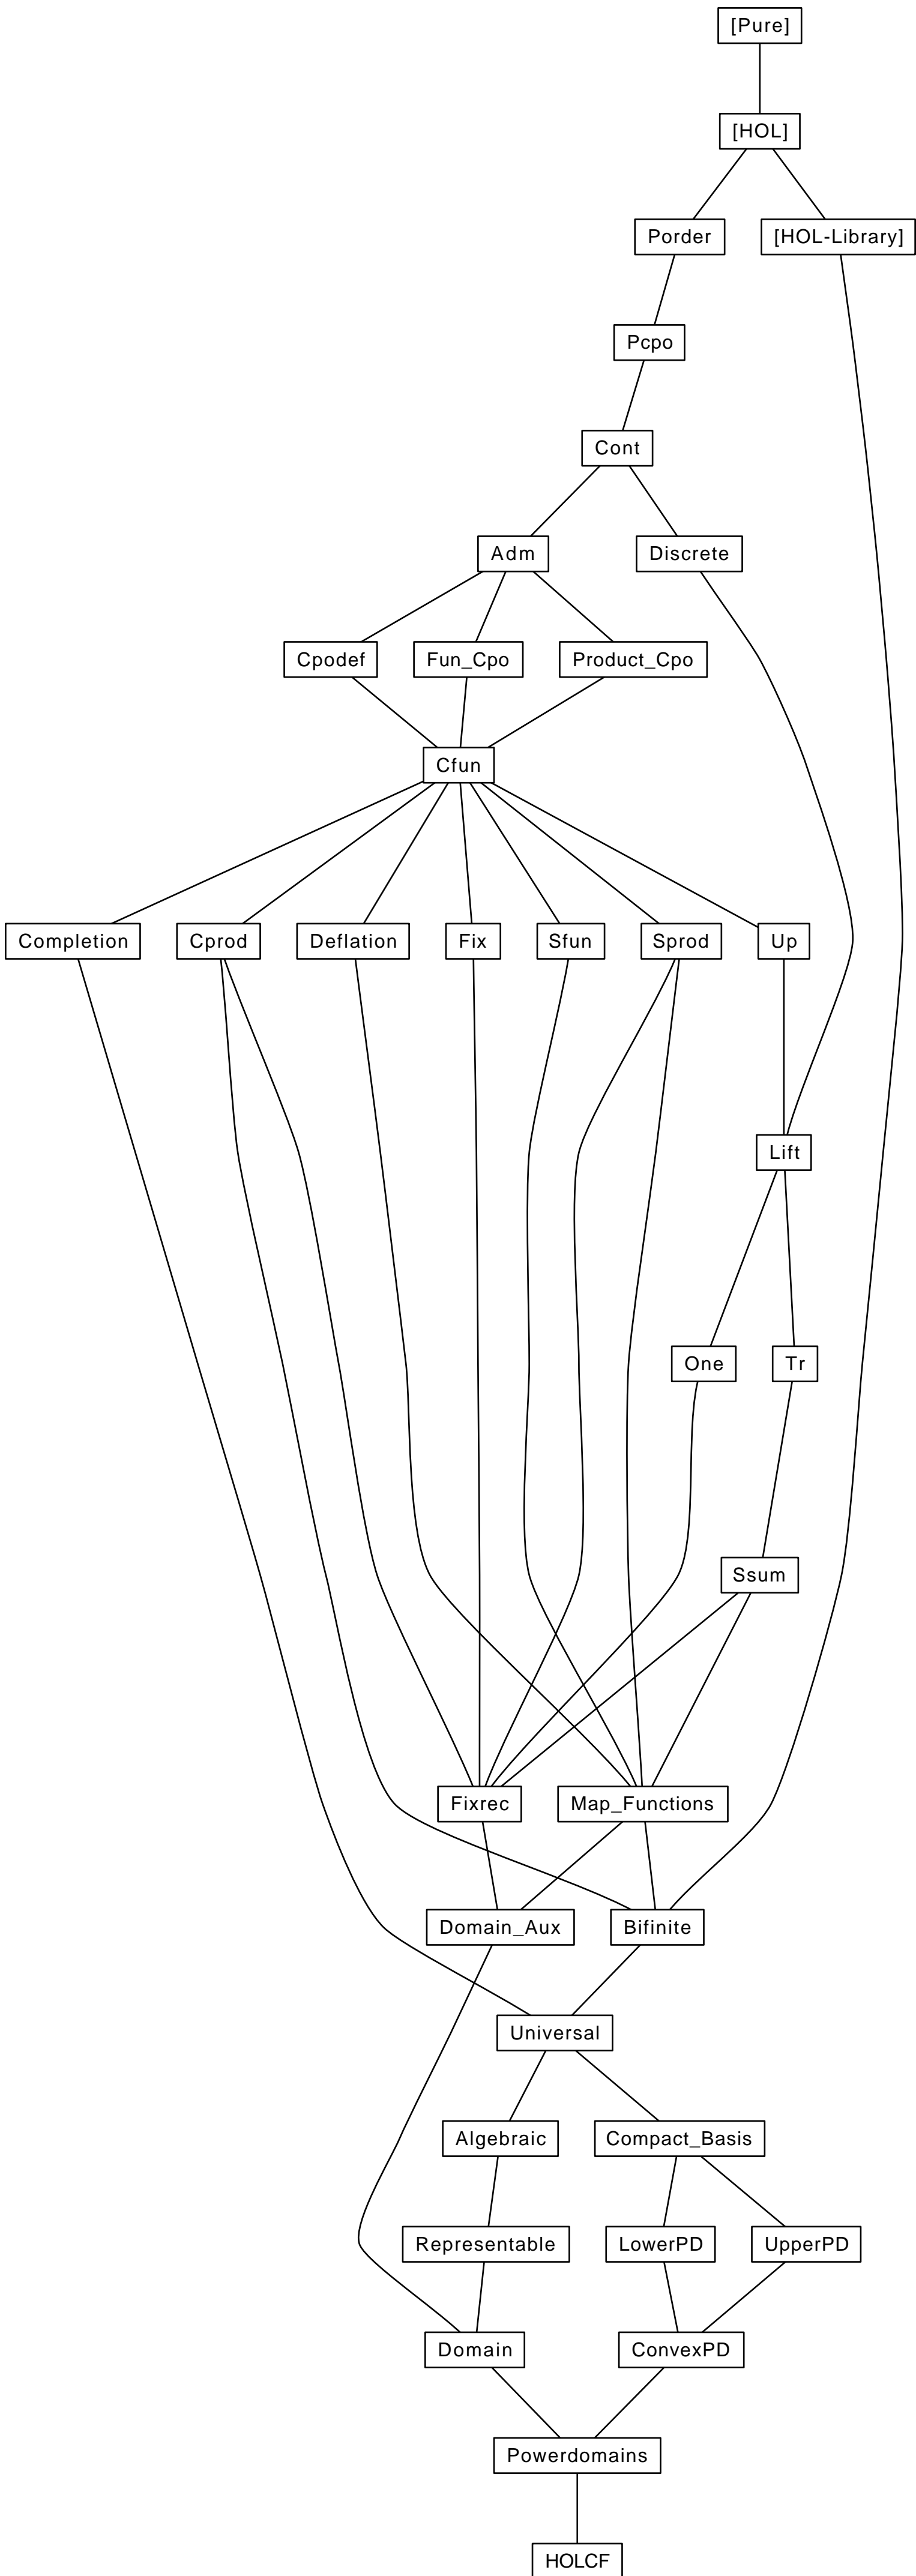 [Pure]
[HOL]
Porder
[HOL-Library]
Pcpo
Cont
Adm
Discrete
Cpodef
Fun_Cpo
Product_Cpo
Cfun
Completion
Cprod
Deflation
Fix
Sfun
Sprod
Up
Lift
One
Tr
Ssum
Fixrec
Map_Functions
Domain_Aux
Bifinite
Universal
Algebraic
Compact_Basis
Representable
LowerPD
UpperPD
Domain
ConvexPD
Powerdomains
HOLCF